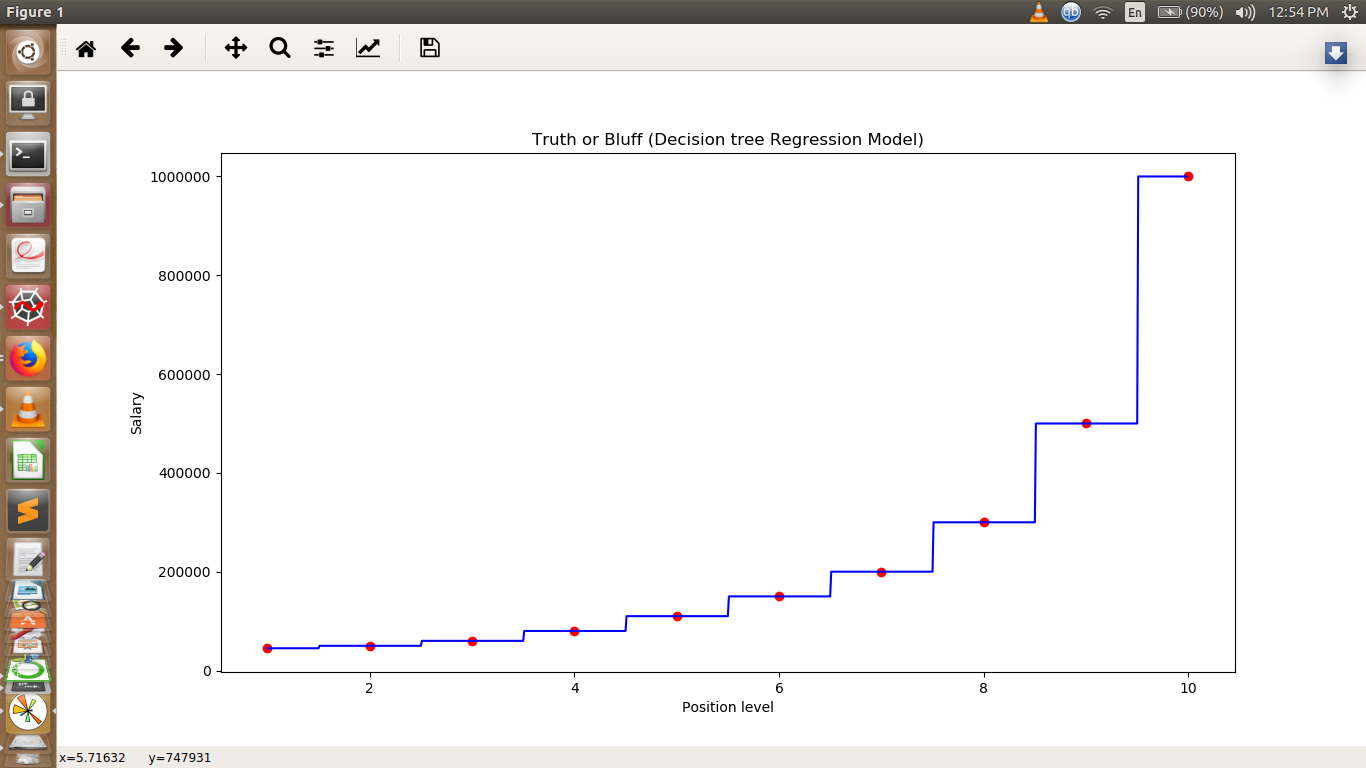 Figure 1
En
(90%)
12:54 PM
Truth or Bluff (Decision tree Regression Model)
1000000
800000
600000
400000
200000
0
Salary
2 4 6 8 10
Position level
x=5.71632 y=747931